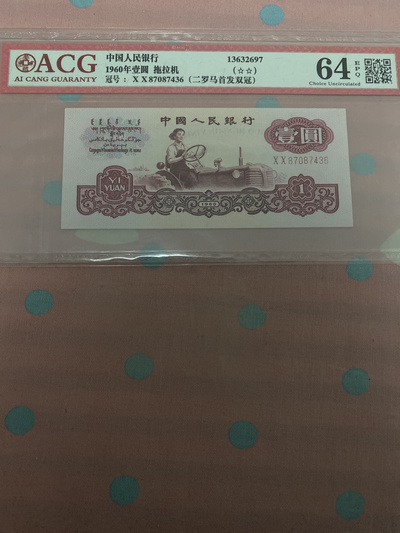 ACG
AI CANG GUARANTY
中国人民银行
1960年壹圆 拖拉机
冠号： X X 87087436 （二罗马首发双冠）
13632697
（☆☆）
64
EPQ
Choice Uncirculated
中國人民銀行
壹圓
X X 87087436
YI
YUAN
1960
1